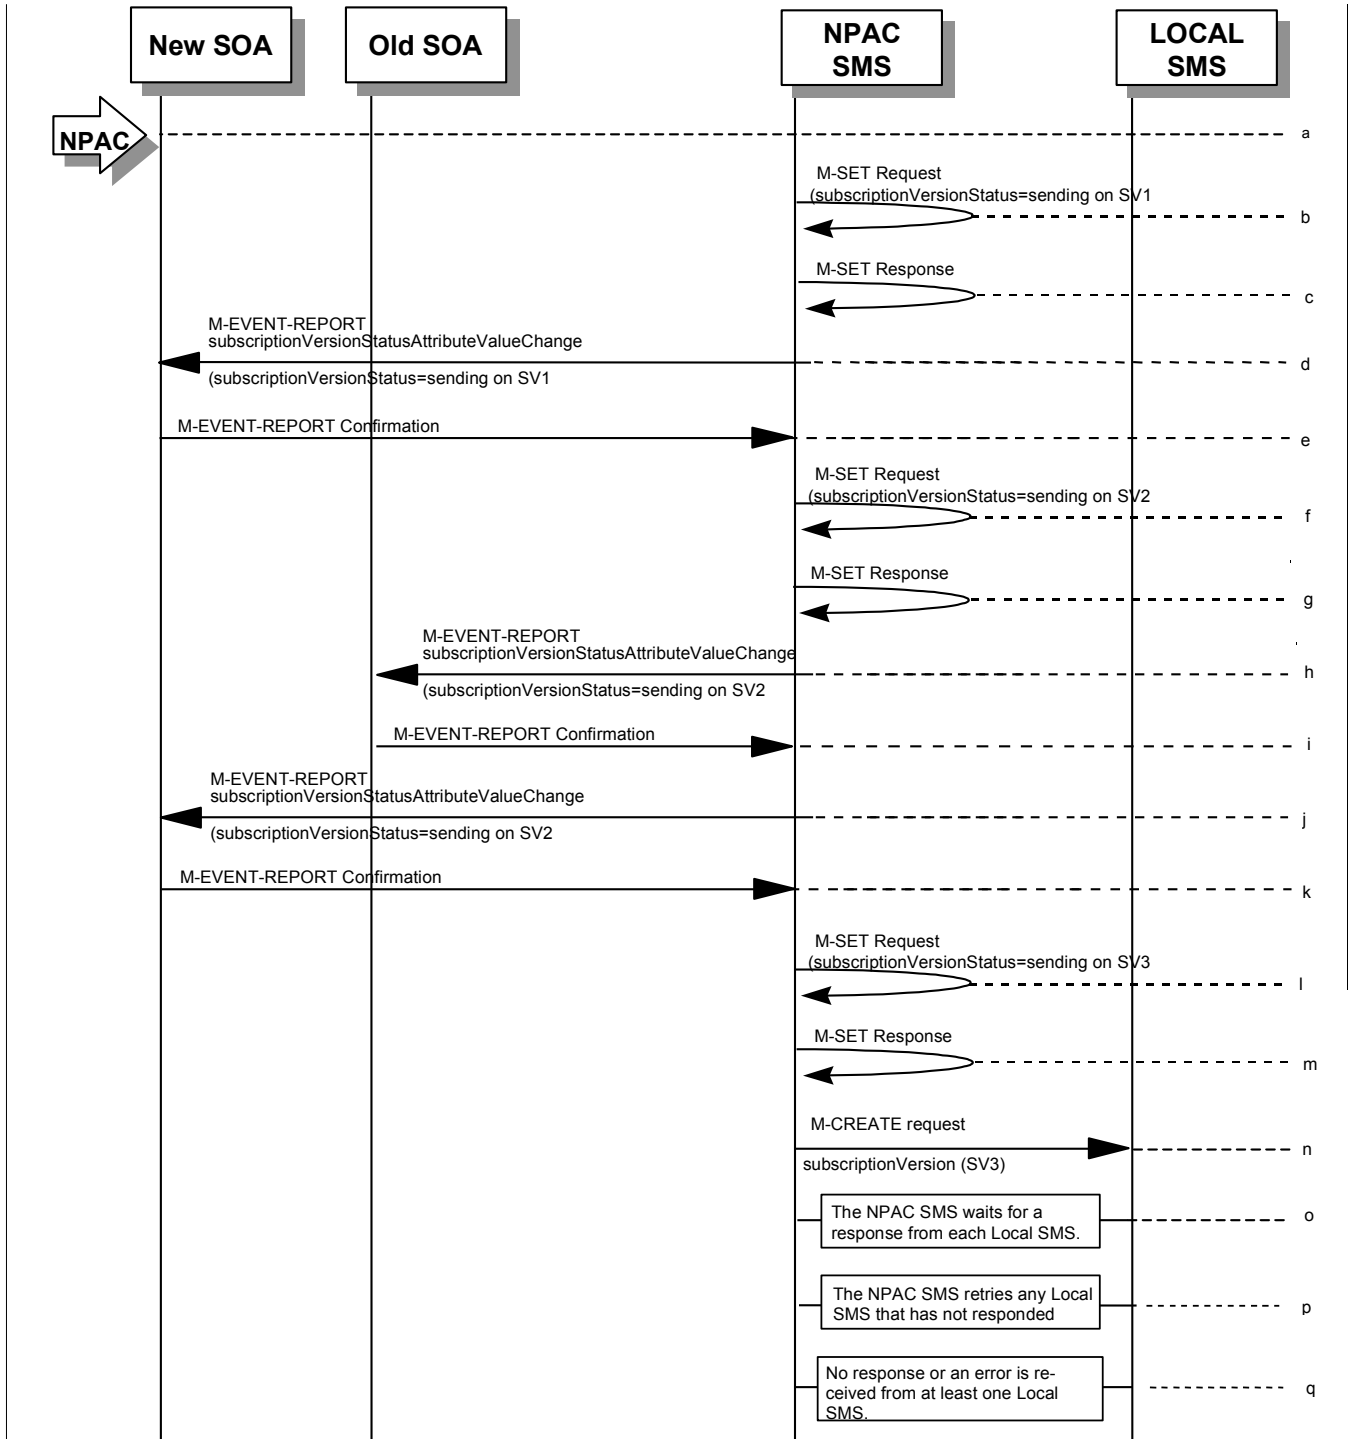 New SOA
Old SOA
NPAC
SMS
LOCAL
SMS
NPAC
a
M-SET Request
(subscriptionVersionStatus=sending on SV1
b
M-SET Response
c
M-EVENT-REPORT
subscriptionVersionStatusAttributeValueChange
d
(subscriptionVersionStatus=sending on SV1
M-EVENT-REPORT Confirmation
e
M-SET Request
(subscriptionVersionStatus=sending on SV2
f
M-SET Response
g
M-EVENT-REPORT
subscriptionVersionStatusAttributeValueChange
h
(subscriptionVersionStatus=sending on SV2
M-EVENT-REPORT Confirmation
i
M-EVENT-REPORT
subscriptionVersionStatusAttributeValueChange
j
(subscriptionVersionStatus=sending on SV2
M-EVENT-REPORT Confirmation
k
M-SET Request
(subscriptionVersionStatus=sending on SV3
l
M-SET Response
m
M-CREATE request
n
subscriptionVersion (SV3)
The NPAC SMS waits for a
response from each Local SMS.
o
The NPAC SMS retries any Local
SMS that has not responded
p
No response or an error is re-
ceived from at least one Local
SMS.
q